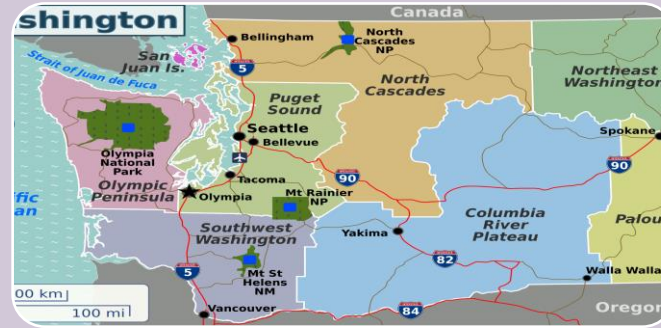 shington
Canada
Bellingham
North
Cascades
NP
San
Juan Is.
Strait of Juan de Fuca
5
North
Cascades
Northeast
Washington
Puget
Sound
Seattle
Bellevue
Spokane
Olympia
National
Park
90
90
Tacoma
Olympic
Peninsula
Olympia
Mt Rainier
NP
fic
an
Southwest
Washington
Columbia
River
Plateau
Palou
Yakima
5
Mt St
Helens
NM
82
Walla Walla
00 km
100 mi
Vancouver
84
Orego